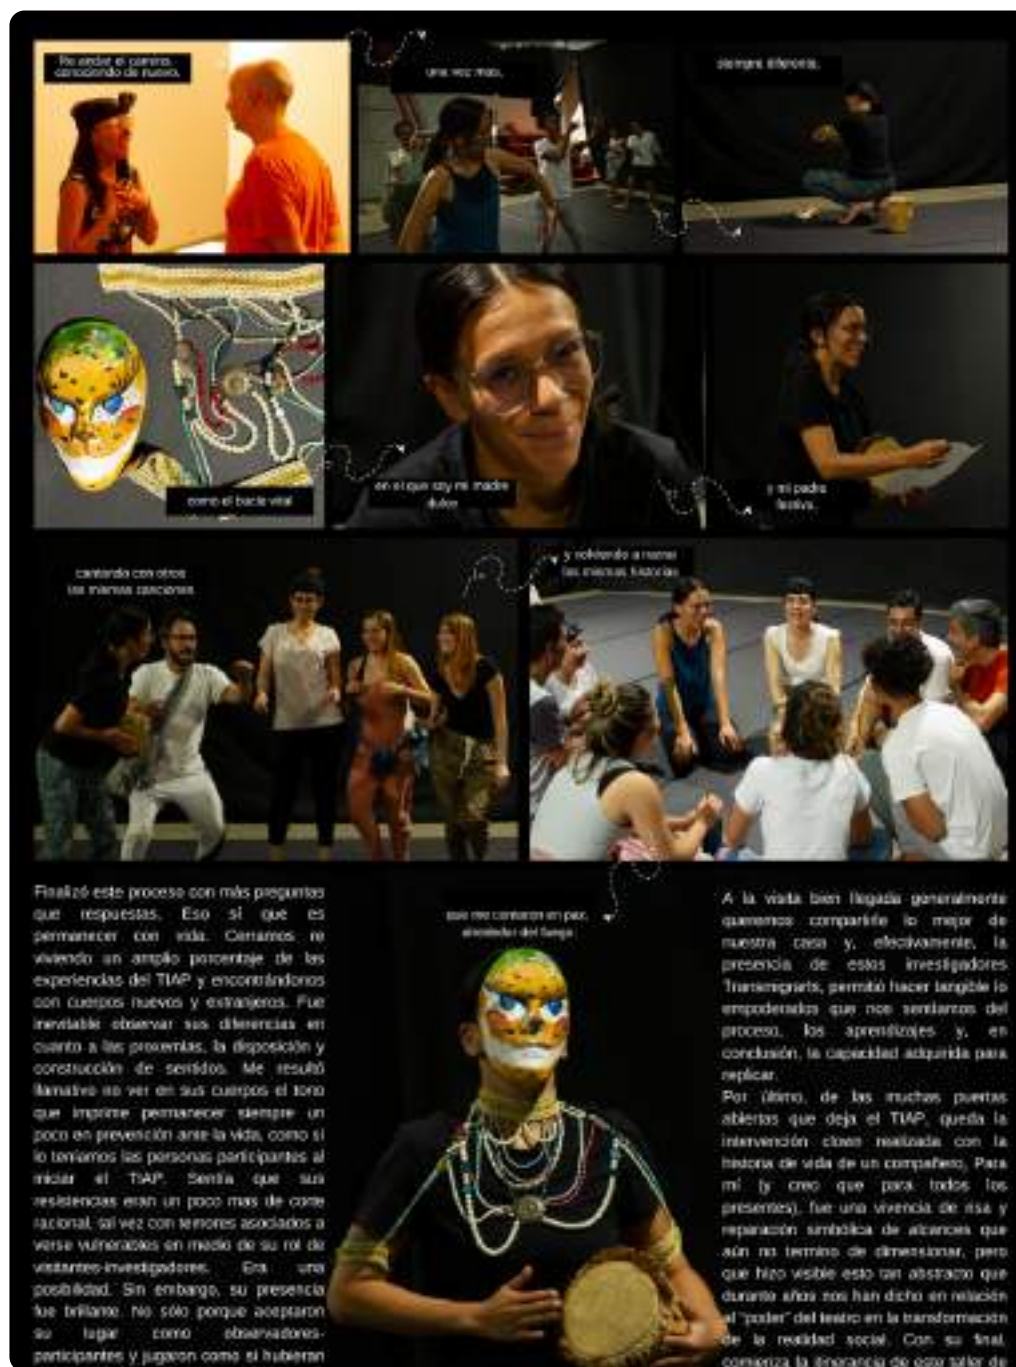 Re andar el camino,
conociendo de nuevo,
una vez más,
siempre diferente,
como el bucle vital
en el que soy mi madre
dulce
y mi padre
festivo,
cantando con otros
las mismas canciones
y volviendo a narrar
las mismas historias
que me contaron en paz,
alrededor del fuego
Finalizó este proceso con más preguntas
que respuestas. Eso sí que es
permanecer con vida. Cerramos re
viviendo un amplio porcentaje de las
experiencias del TIAP y encontrándonos
con cuerpos nuevos y extranjeros. Fue
inevitable observar sus diferencias en
cuanto a las proxemias, la disposición y
construcción de sentidos. Me resultó
llamativo no ver en sus cuerpos el tono
que imprime permanecer siempre un
poco en prevención ante la vida, como sí
lo teníamos las personas participantes al
iniciar el TIAP. Sentía que sus
resistencias eran un poco mas de corte
racional, tal vez con temores asociados a
verse vulnerables en medio de su rol de
visitantes-investigadores. Era una
posibilidad. Sin embargo, su presencia
fue brillante. No sólo porque aceptaron
su lugar como observadores-
participantes y jugaron como si hubieran
A la visita bien llegada generalmente
queremos compartirle lo mejor de
nuestra casa y, efectivamente, la
presencia de estos investigadores
Transmigrarts, permitió hacer tangible lo
empoderados que nos sentíamos del
proceso, los aprendizajes y, en
conclusión, la capacidad adquirida para
replicar.
Por último, de las muchas puertas
abiertas que deja el TIAP, queda la
intervención clown realizada con la
historia de vida de un compañero, Para
mí (y creo que para todos los
presentes), fue una vivencia de risa y
reparación simbólica de alcances que
aún no termino de dimensionar, pero
que hizo visible esto tan abstracto que
durante años nos han dicho en relación
al "poder" del teatro en la transformación
de la realidad social. Con su final,
comienza la itinerancia de este taller de